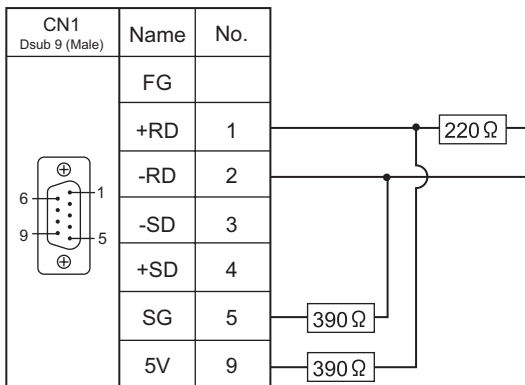 CN1
Dsub 9 (Male)
Name
No.
FG
+RD
1
220Ω
-RD
2
6
1
-SD
3
9
5
+SD
4
SG
5
390Ω
5V
9
390Ω